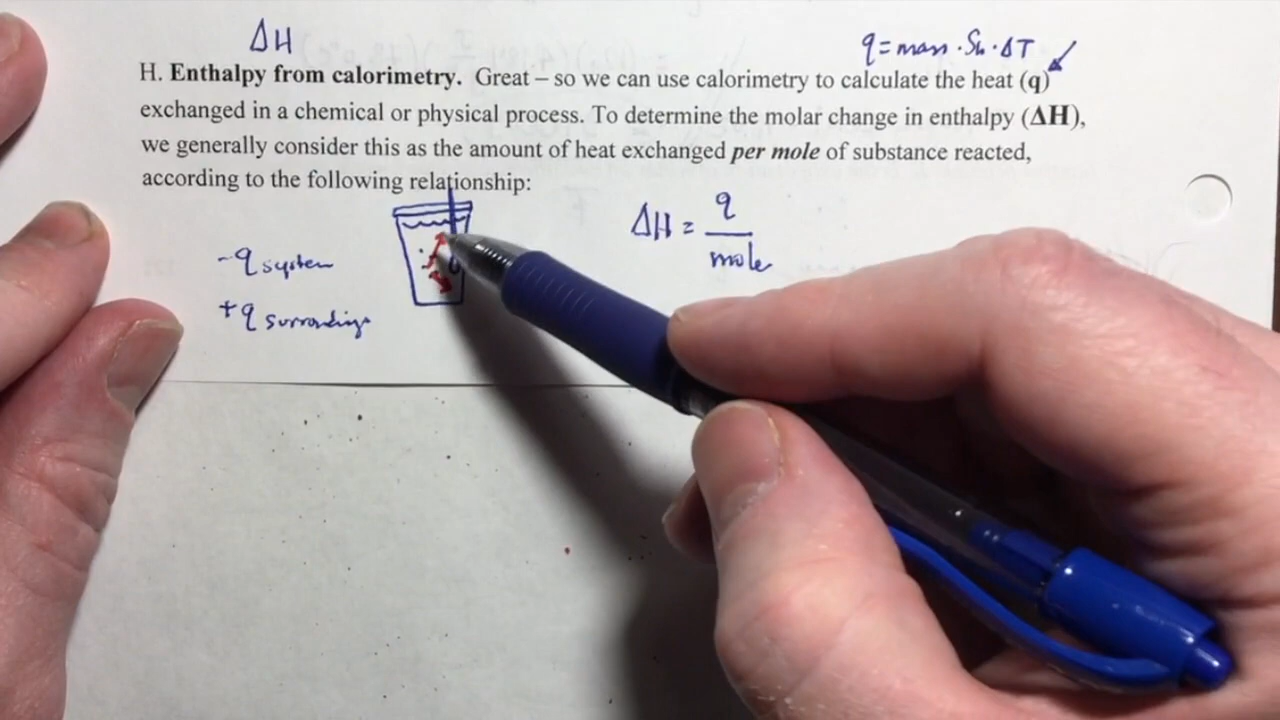 ΔH
q = mass · Sh · ΔT
H. Enthalpy from calorimetry. Great – so we can use calorimetry to calculate the heat (q)
exchanged in a chemical or physical process. To determine the molar change in enthalpy (ΔH),
we generally consider this as the amount of heat exchanged per mole of substance reacted,
according to the following relationship:
ΔH = q
mole
-q system
+q surroundings